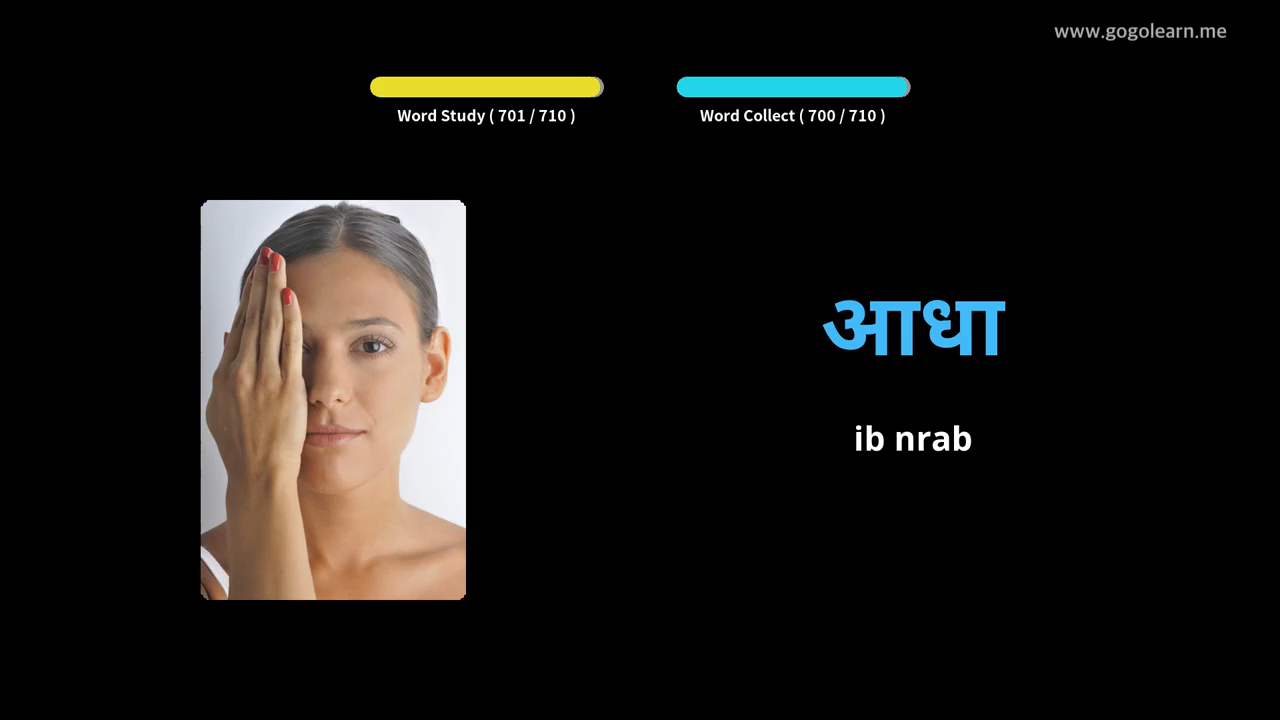 www.gogolearn.me
Word Study ( 701 / 710 )
Word Collect ( 700 / 710 )
आधा
ib nrab